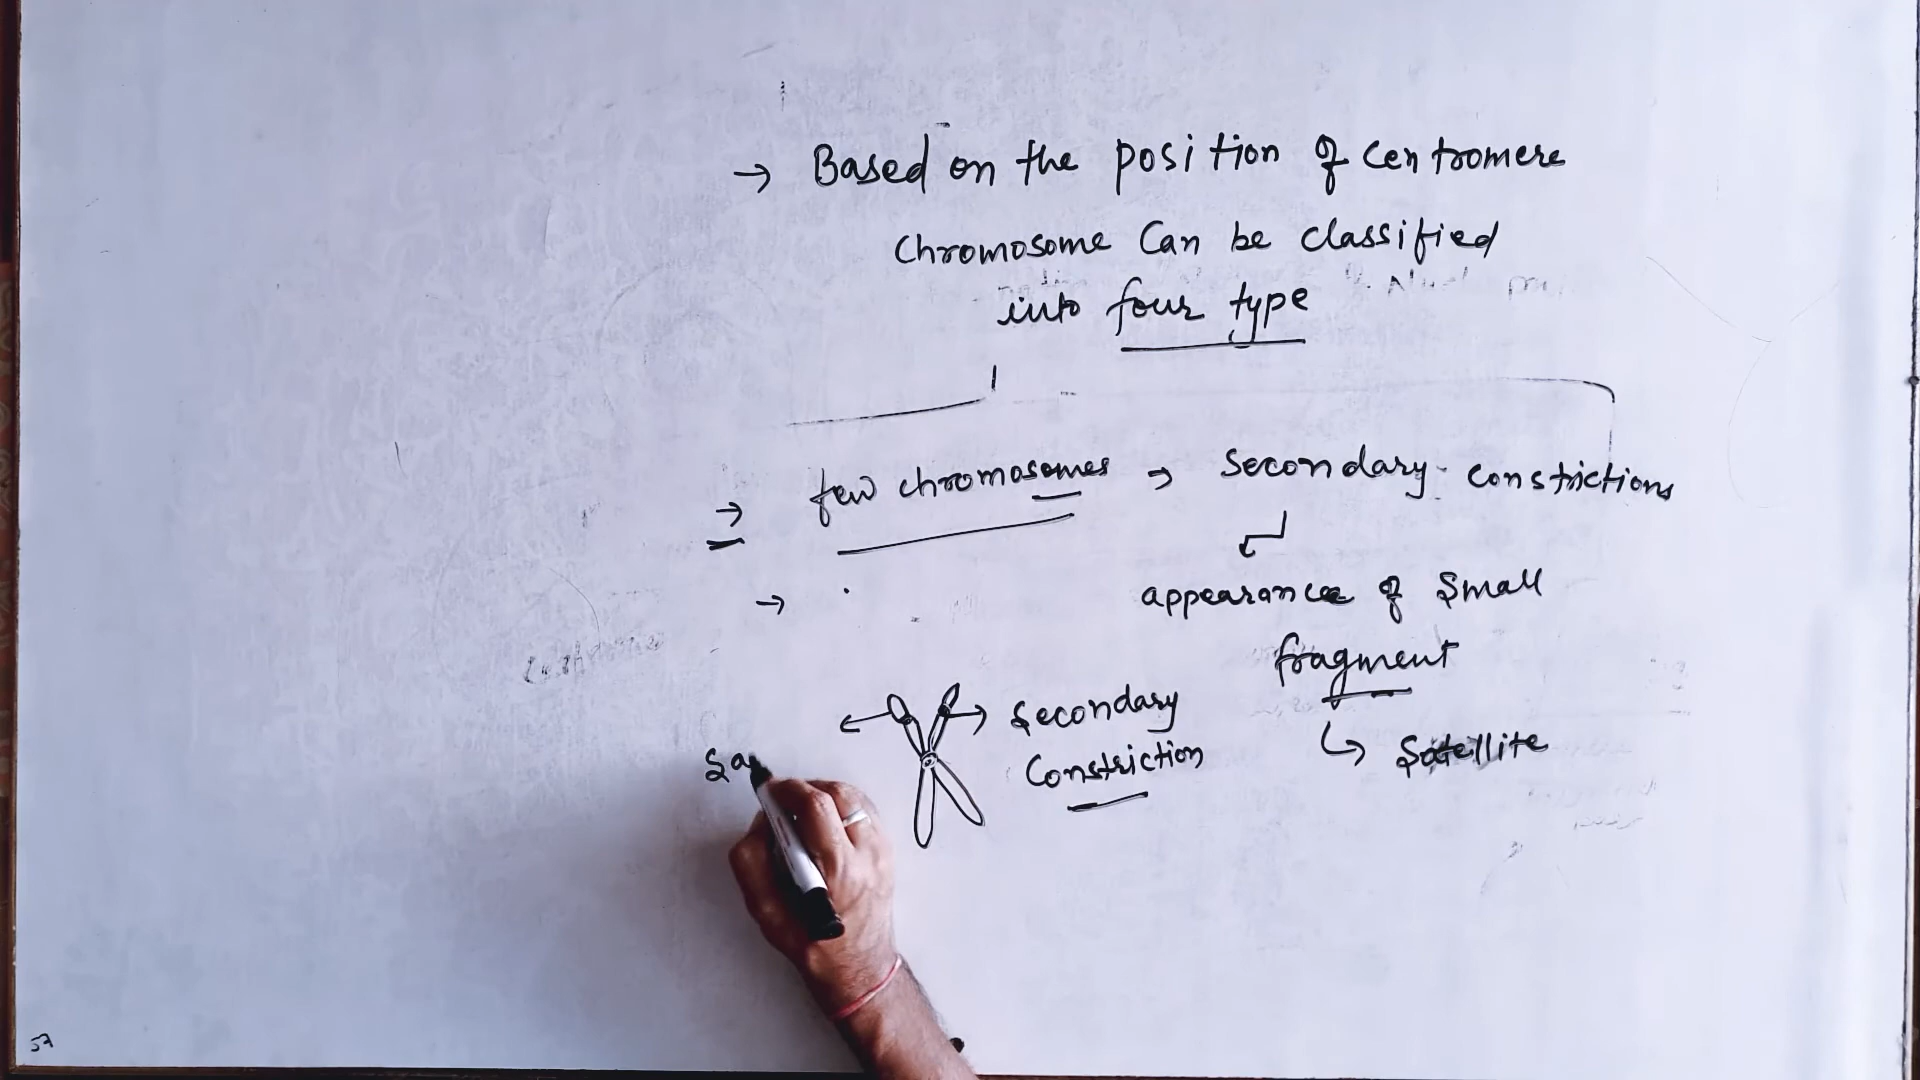 → Based on the position of centromere
chromosome Can be classified
into four type
→ few chromosomes → Secondary constrictions
→
appearance of small
fragment
↳ Satellite
← → Secondary
Constriction
Sa
57